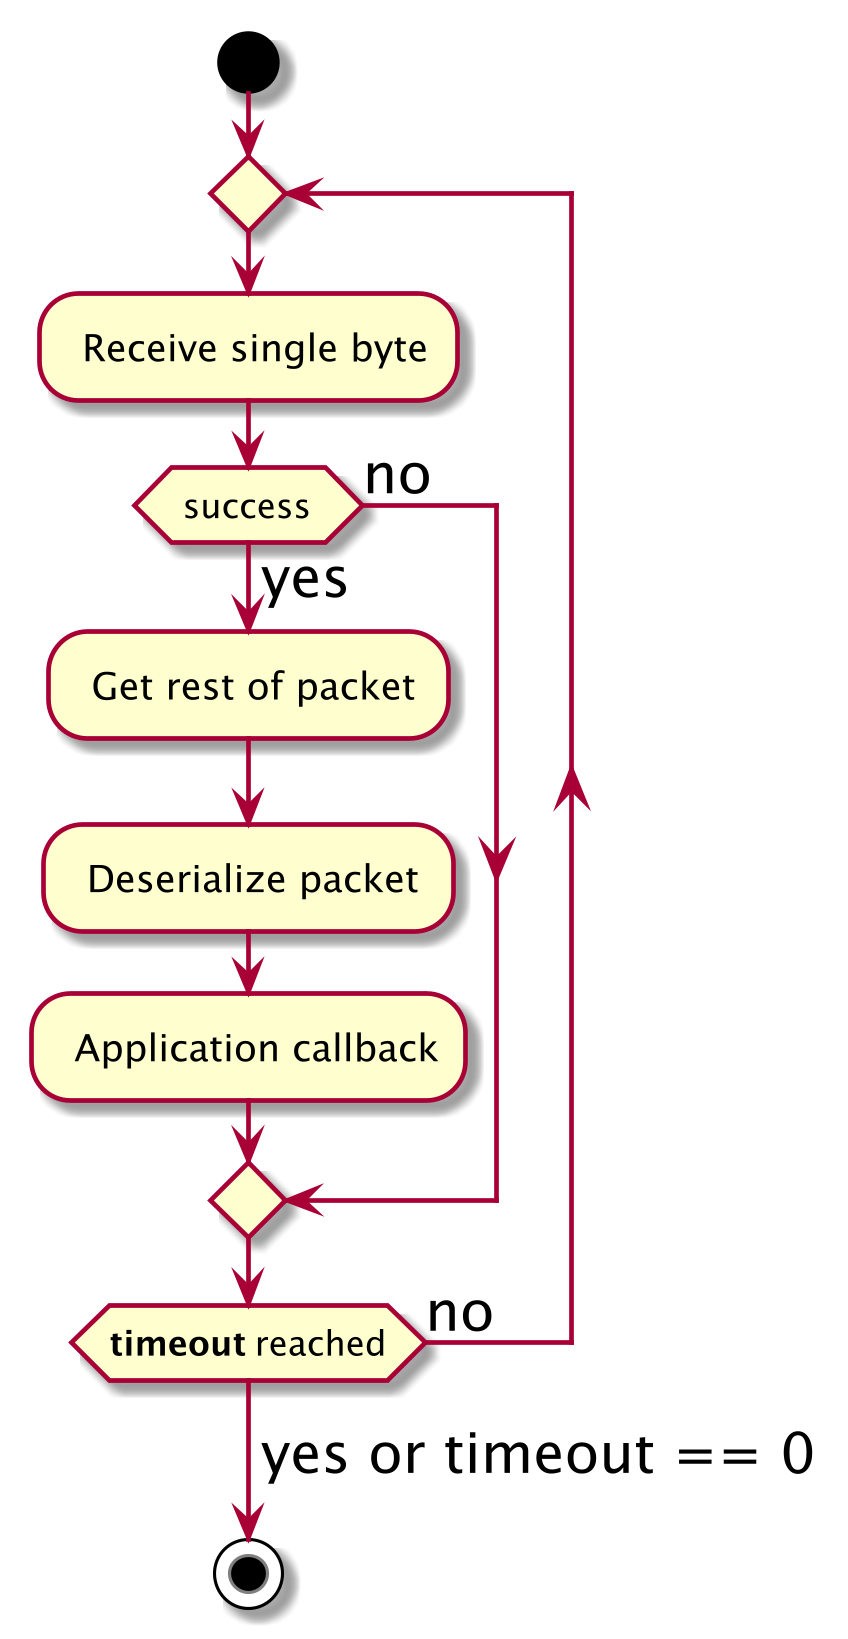 Receive single byte
success
no
yes
Get rest of packet
Deserialize packet
Application callback
timeout reached
no
yes or timeout == 0